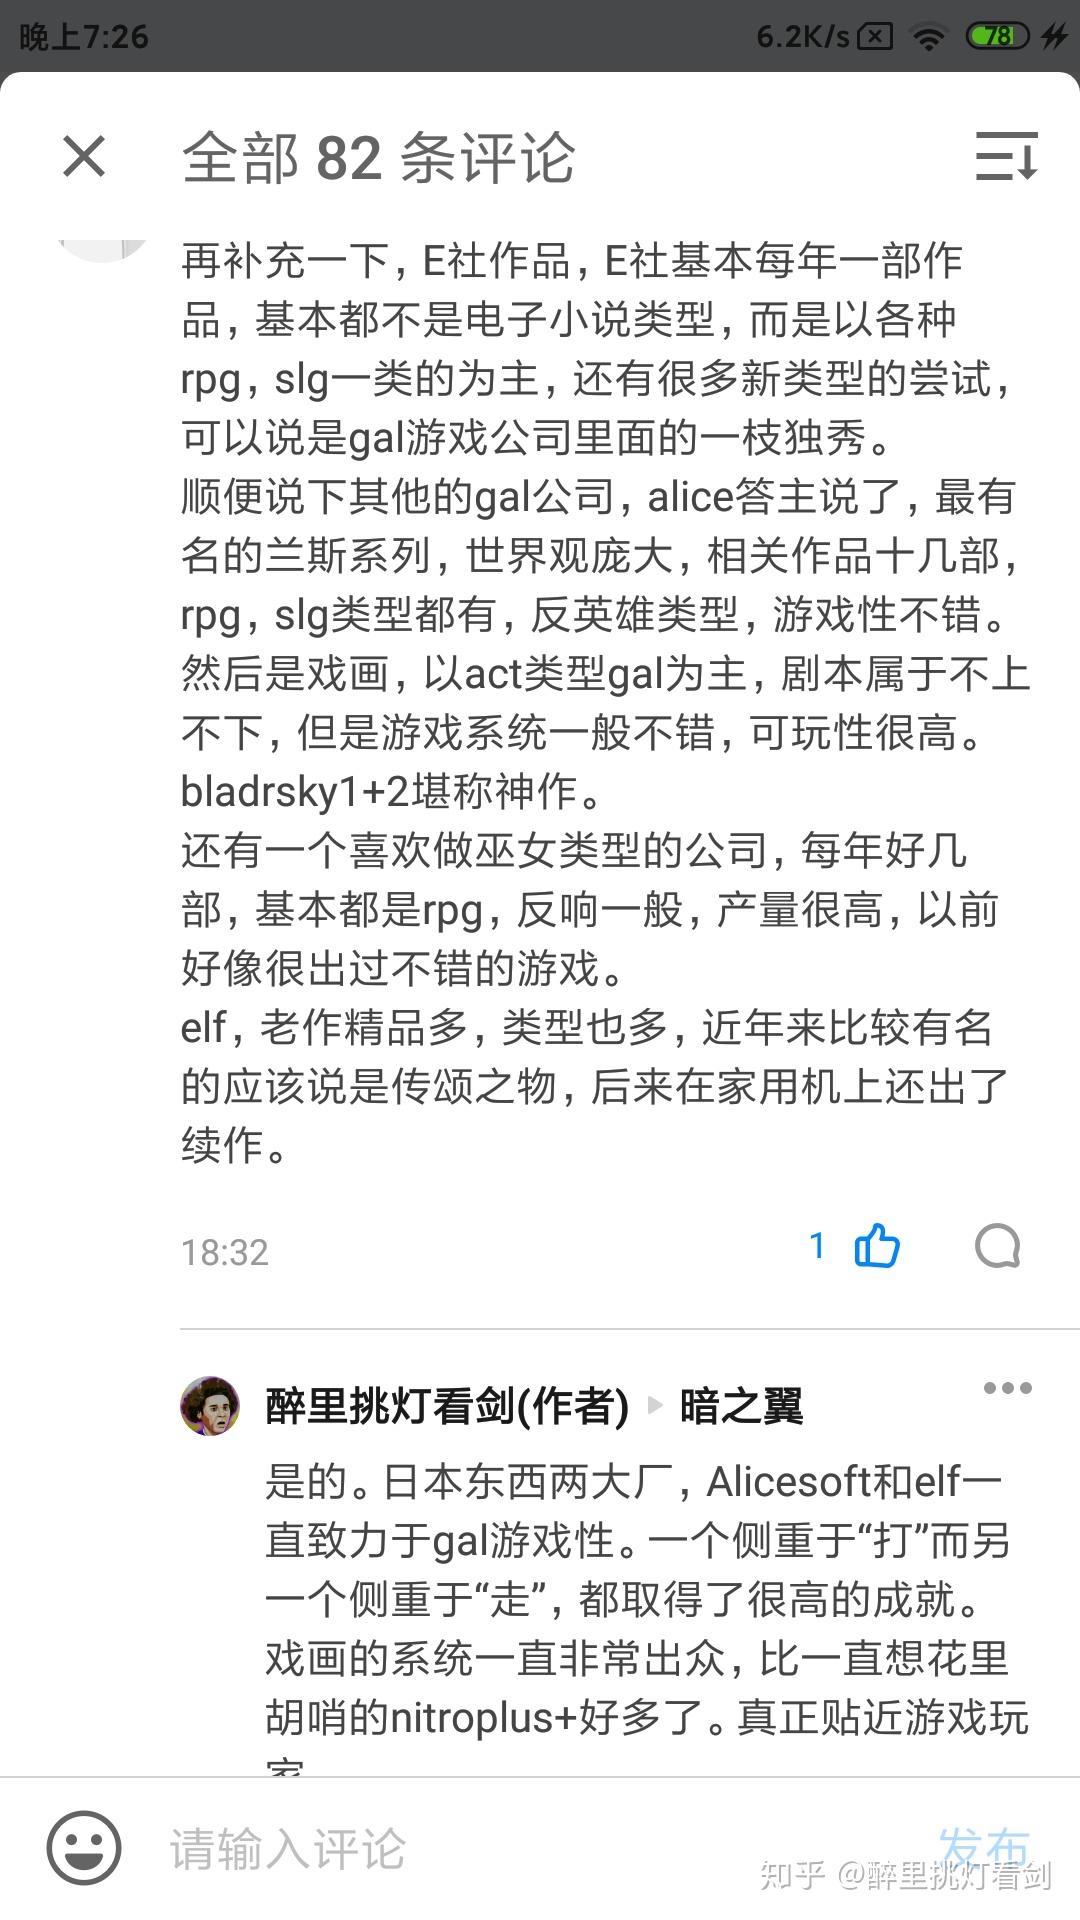 晚上7:26
6.2K/s
78
全部 82 条评论
再补充一下，E社作品，E社基本每年一部作
品，基本都不是电子小说类型，而是以各种
rpg，slg一类的为主，还有很多新类型的尝试，
可以说是gal游戏公司里面的一枝独秀。
顺便说下其他的gal公司，alice答主说了，最有
名的兰斯系列，世界观庞大，相关作品十几部，
rpg，slg类型都有，反英雄类型，游戏性不错。
然后是戏画，以act类型gal为主，剧本属于不上
不下，但是游戏系统一般不错，可玩性很高。
bladrsky1+2堪称神作。
还有一个喜欢做巫女类型的公司，每年好几
部，基本都是rpg，反响一般，产量很高，以前
好像很出过不错的游戏。
elf，老作精品多，类型也多，近年来比较有名
的应该说是传颂之物，后来在家用机上还出了
续作。
18:32
1
醉里挑灯看剑(作者) ▸ 暗之翼
是的。日本东西两大厂，Alicesoft和elf一
直致力于gal游戏性。一个侧重于“打”而另
一个侧重于“走”，都取得了很高的成就。
戏画的系统一直非常出众，比一直想花里
胡哨的nitroplus+好多了。真正贴近游戏玩
家
请输入评论
发布
知乎 @醉里挑灯看剑